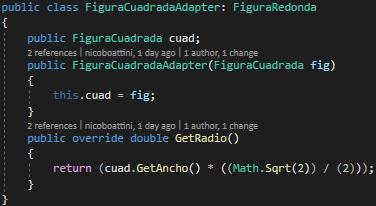 public class FiguraCuadradaAdapter: FiguraRedonda
{
public FiguraCuadrada cuad;
2 references | nicoboattini, 1 day ago | 1 author, 1 change
public FiguraCuadradaAdapter(FiguraCuadrada fig)
{
this.cuad = fig;
}
2 references | nicoboattini, 1 day ago | 1 author, 1 change
public override double GetRadio()
{
return (cuad.GetAncho() * ((Math.Sqrt(2)) / (2)));
}
}